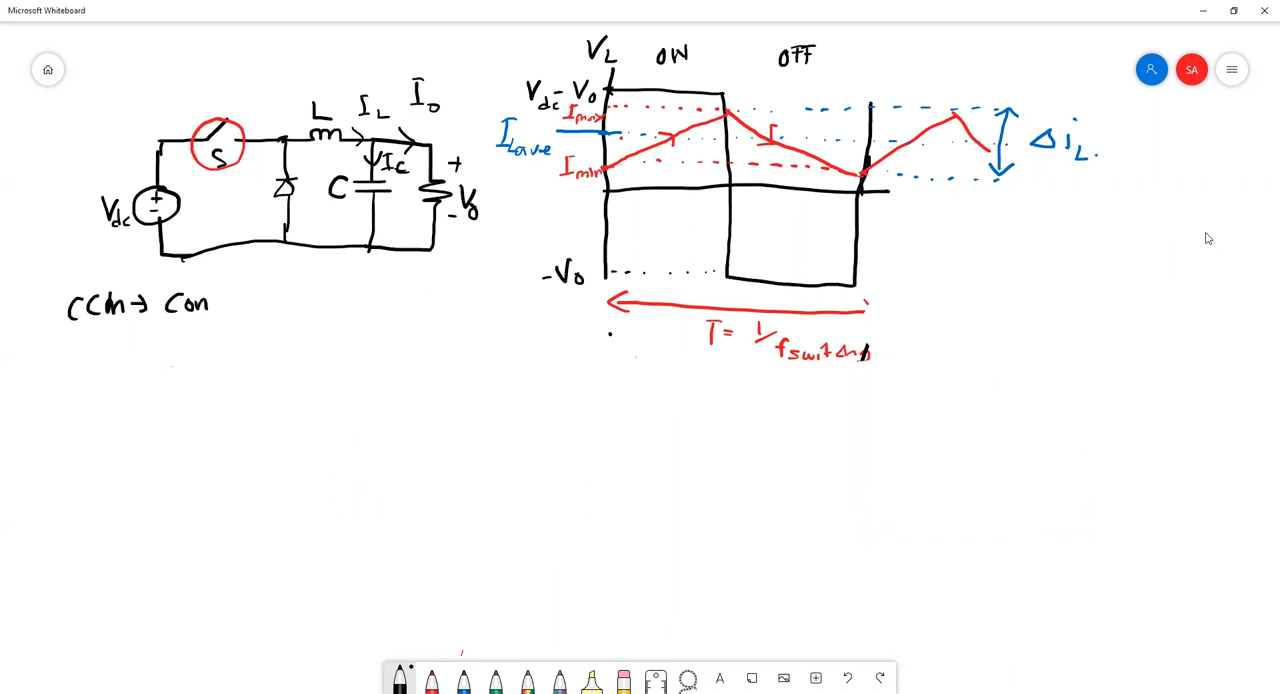 Microsoft Whiteboard
SA
V_L ON OFF
V_dc - V_o
I_max
I_Lave
I_min
Δi_L.
-V_o
T = 1/f_switching
L I_L I_o
S
I_C
C
V_dc
+
-
+
V_o
-
CCM → Con
A